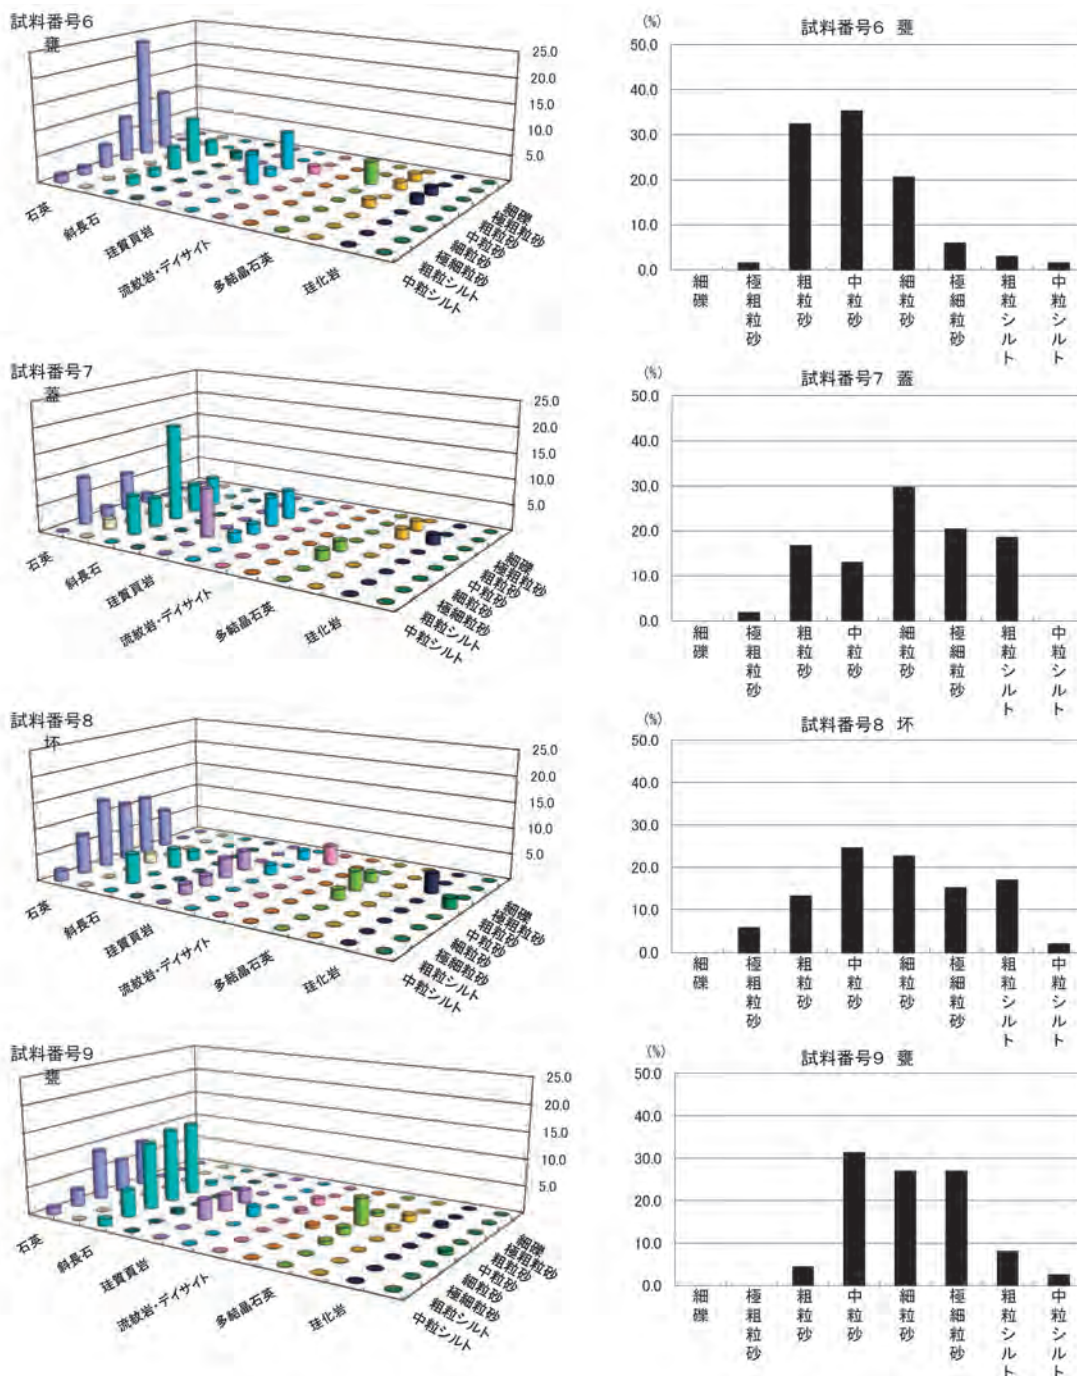 試料番号6
甕
25.0
20.0
15.0
10.0
5.0
石英
斜長石
珪質頁岩
流紋岩・デイサイト
多結晶石英
珪化岩
細礫
極粗粒砂
粗粒砂
中粒砂
細粒砂
極細粒砂
粗粒シルト
中粒シルト
試料番号6 甕
(%)
50.0
40.0
30.0
20.0
10.0
0.0
細礫
極粗粒砂
粗粒砂
中粒砂
細粒砂
極細粒砂
粗粒シルト
中粒シルト
試料番号7
蓋
25.0
20.0
15.0
10.0
5.0
石英
斜長石
珪質頁岩
流紋岩・デイサイト
多結晶石英
珪化岩
細礫
極粗粒砂
粗粒砂
中粒砂
細粒砂
極細粒砂
粗粒シルト
中粒シルト
試料番号7 蓋
(%)
50.0
40.0
30.0
20.0
10.0
0.0
細礫
極粗粒砂
粗粒砂
中粒砂
細粒砂
極細粒砂
粗粒シルト
中粒シルト
試料番号8
坏
25.0
20.0
15.0
10.0
5.0
石英
斜長石
珪質頁岩
流紋岩・デイサイト
多結晶石英
珪化岩
細礫
極粗粒砂
粗粒砂
中粒砂
細粒砂
極細粒砂
粗粒シルト
中粒シルト
試料番号8 坏
(%)
50.0
40.0
30.0
20.0
10.0
0.0
細礫
極粗粒砂
粗粒砂
中粒砂
細粒砂
極細粒砂
粗粒シルト
中粒シルト
試料番号9
甕
25.0
20.0
15.0
10.0
5.0
石英
斜長石
珪質頁岩
流紋岩・デイサイト
多結晶石英
珪化岩
細礫
極粗粒砂
粗粒砂
中粒砂
細粒砂
極細粒砂
粗粒シルト
中粒シルト
試料番号9 甕
(%)
50.0
40.0
30.0
20.0
10.0
0.0
細礫
極粗粒砂
粗粒砂
中粒砂
細粒砂
極細粒砂
粗粒シルト
中粒シルト